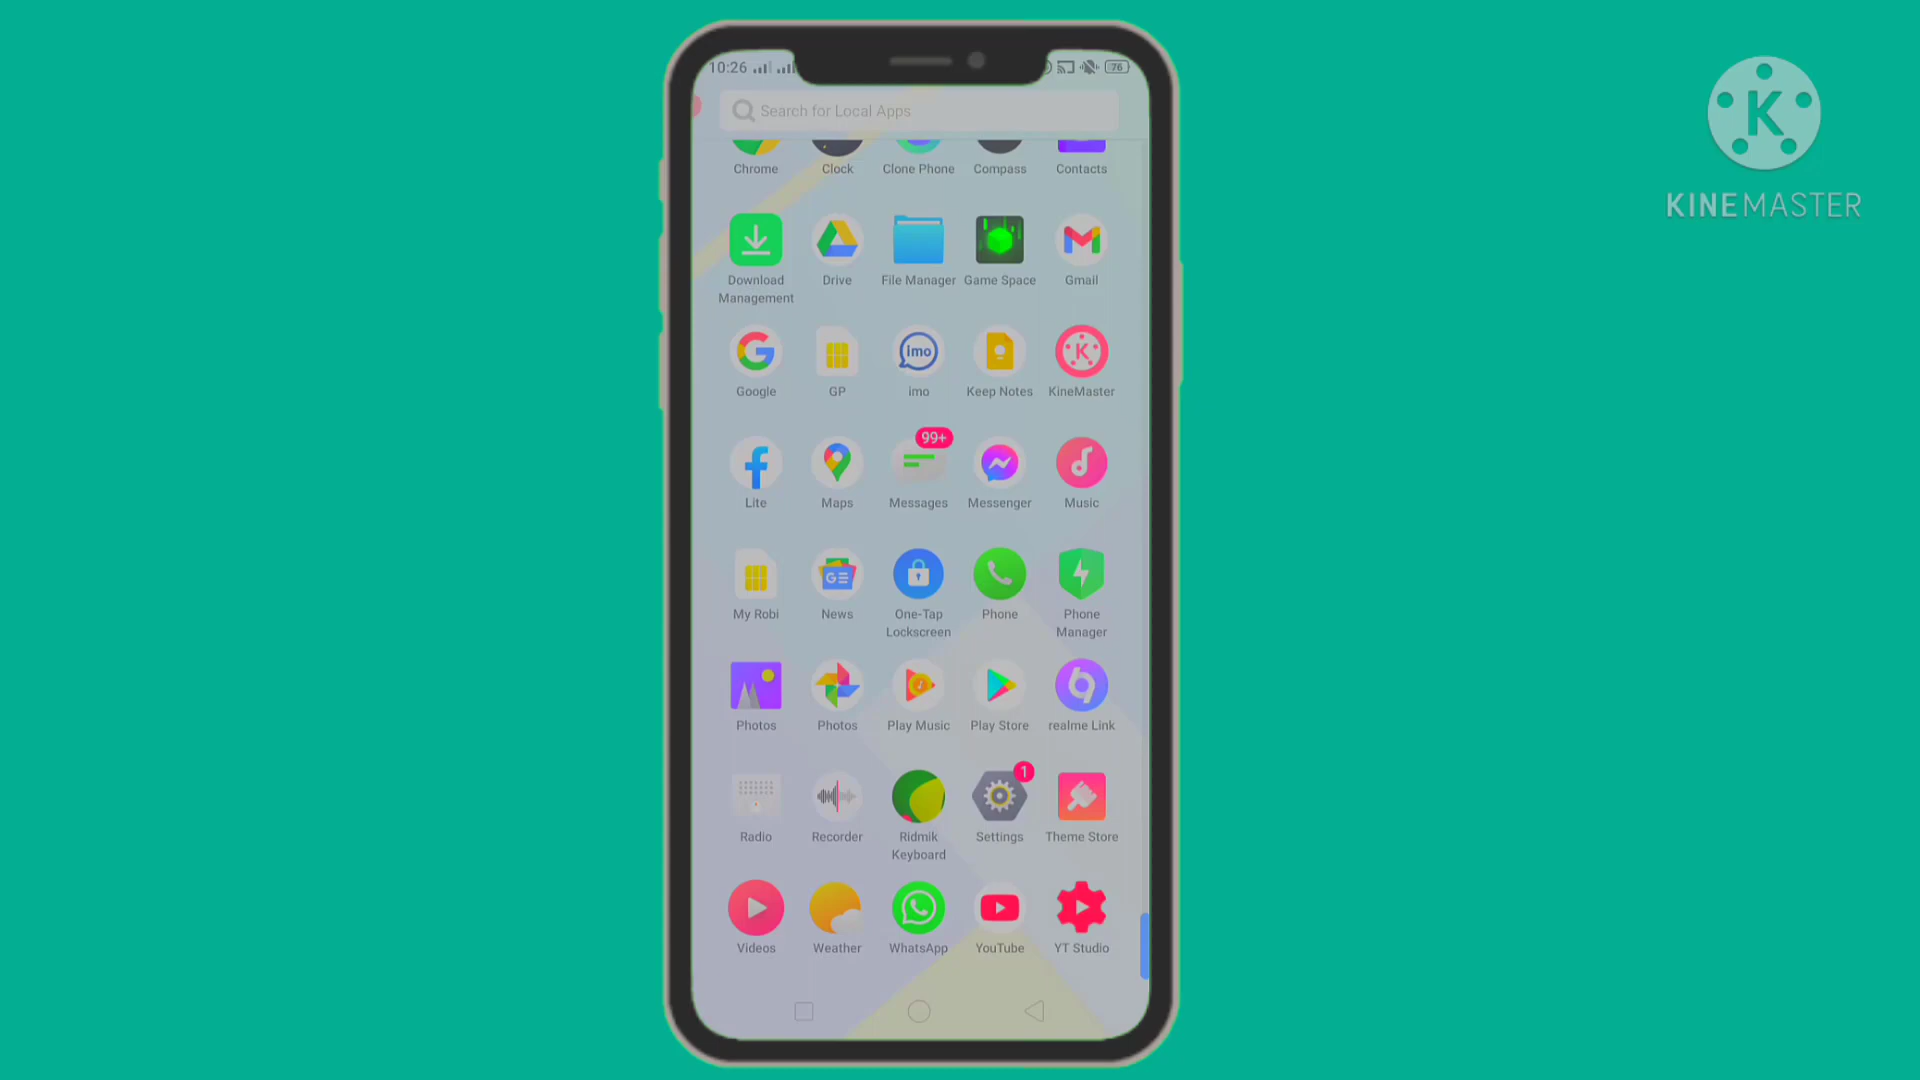 10:26
76
KINEMASTER
Search for Local Apps
Chrome Clock Clone Phone Compass Contacts
Download Management Drive File Manager Game Space Gmail
Google GP imo Keep Notes KineMaster
99+
Lite Maps Messages Messenger Music
My Robi News One-Tap Lockscreen Phone Phone Manager
Photos Photos Play Music Play Store realme Link
1
Radio Recorder Ridmik Keyboard Settings Theme Store
Videos Weather WhatsApp YouTube YT Studio